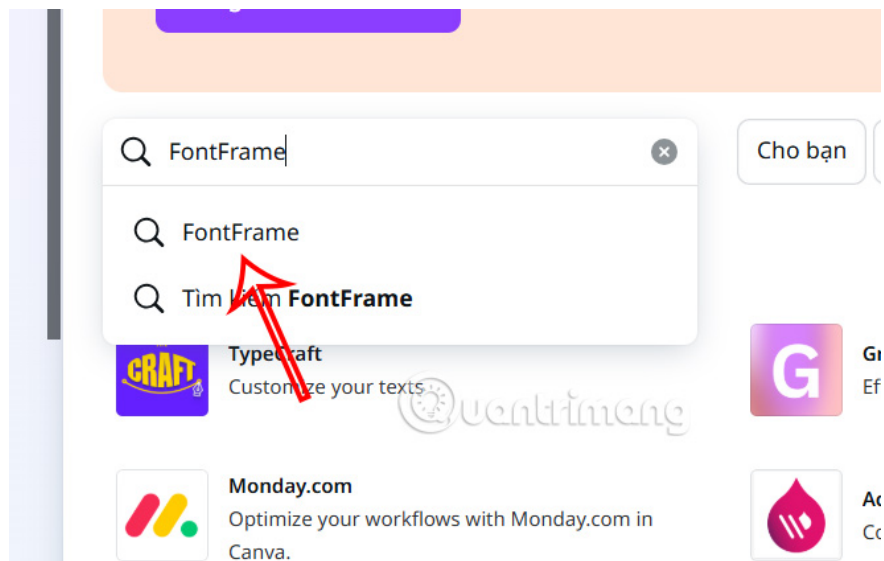 FontFrame
Cho bạn
FontFrame
Tìm kiếm FontFrame
CRAFT
TypeCraft
Customize your texts
G
Gr
Ef
Quantrimang
Monday.com
Optimize your workflows with Monday.com in
Canva.
Co